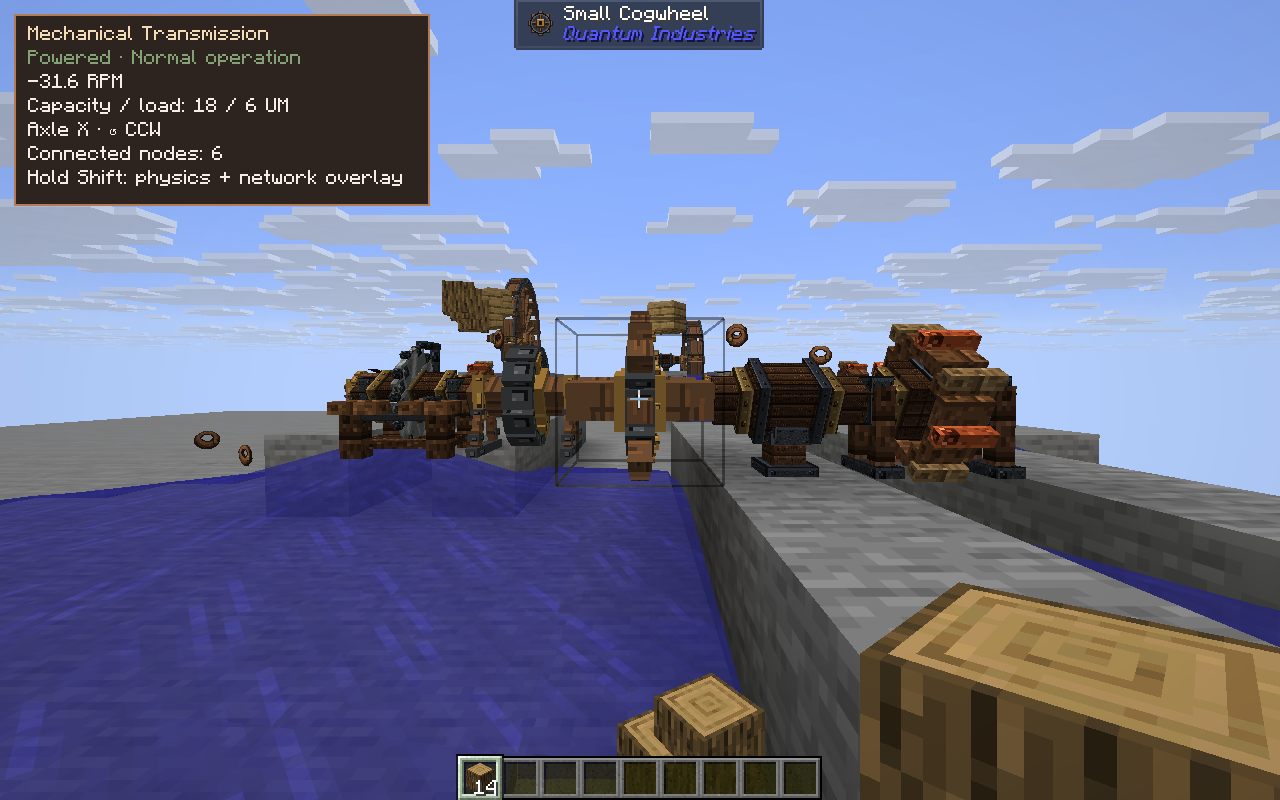 Mechanical Transmission
Powered · Normal operation
-31.6 RPM
Capacity / load: 18 / 6 UM
Axle X · ↺ CCW
Connected nodes: 6
Hold Shift: physics + network overlay
Small Cogwheel
Quantum Industries
14